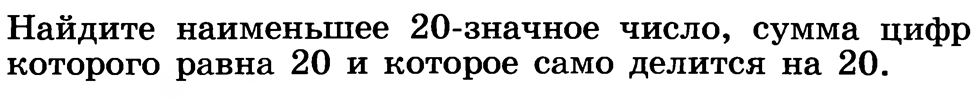 Найдите наименьшее 20-значное число, сумма цифр
которого равна 20 и которое само делится на 20.